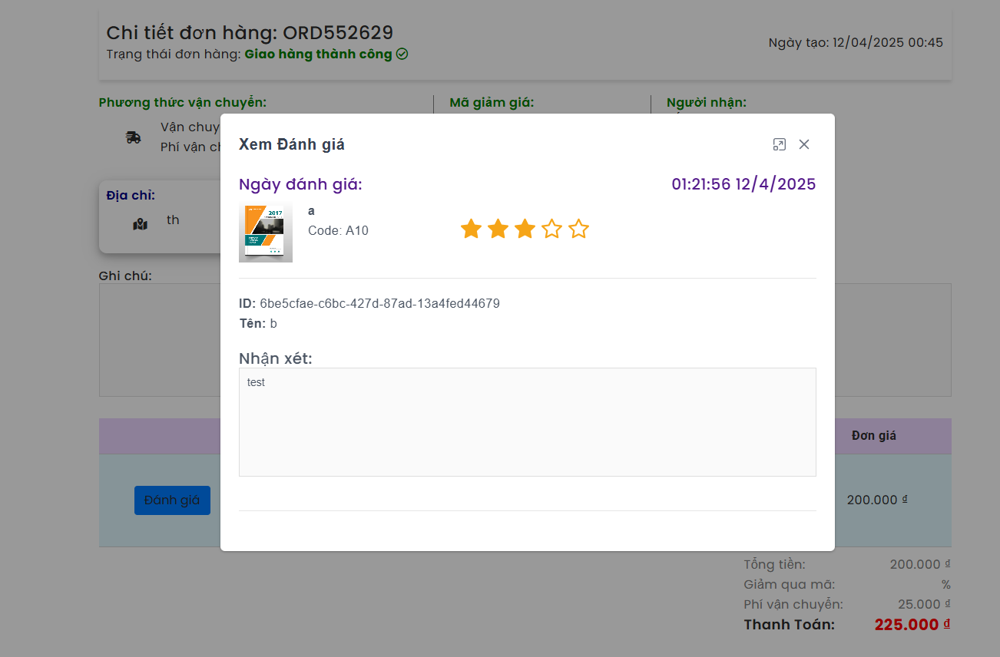 Chi tiết đơn hàng: ORD552629
Trạng thái đơn hàng: Giao hàng thành công
Ngày tạo: 12/04/2025 00:45
Phương thức vận chuyển:
Mã giảm giá:
Người nhận:
Vận chuy
Phí vận c
Địa chỉ:
th
Ghi chú:
Xem Đánh giá
Ngày đánh giá:
01:21:56 12/4/2025
2017
a
Code: A10
ID: 6be5cfae-c6bc-427d-87ad-13a4fed44679
Tên: b
Nhận xét:
test
Đơn giá
Đánh giá
200.000 ₫
Tổng tiền: 200.000 ₫
Giảm qua mã: %
Phí vận chuyển: 25.000 ₫
Thanh Toán: 225.000 ₫